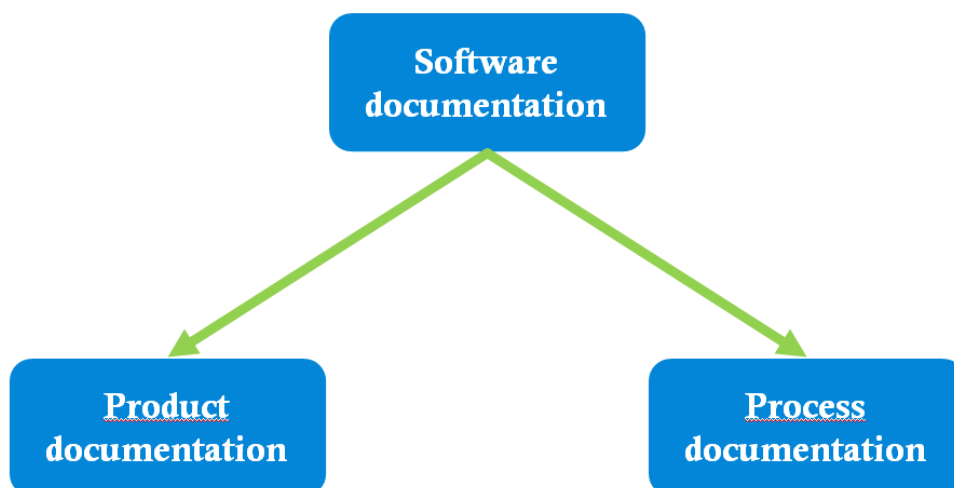 Software
documentation
Product
documentation
Process
documentation